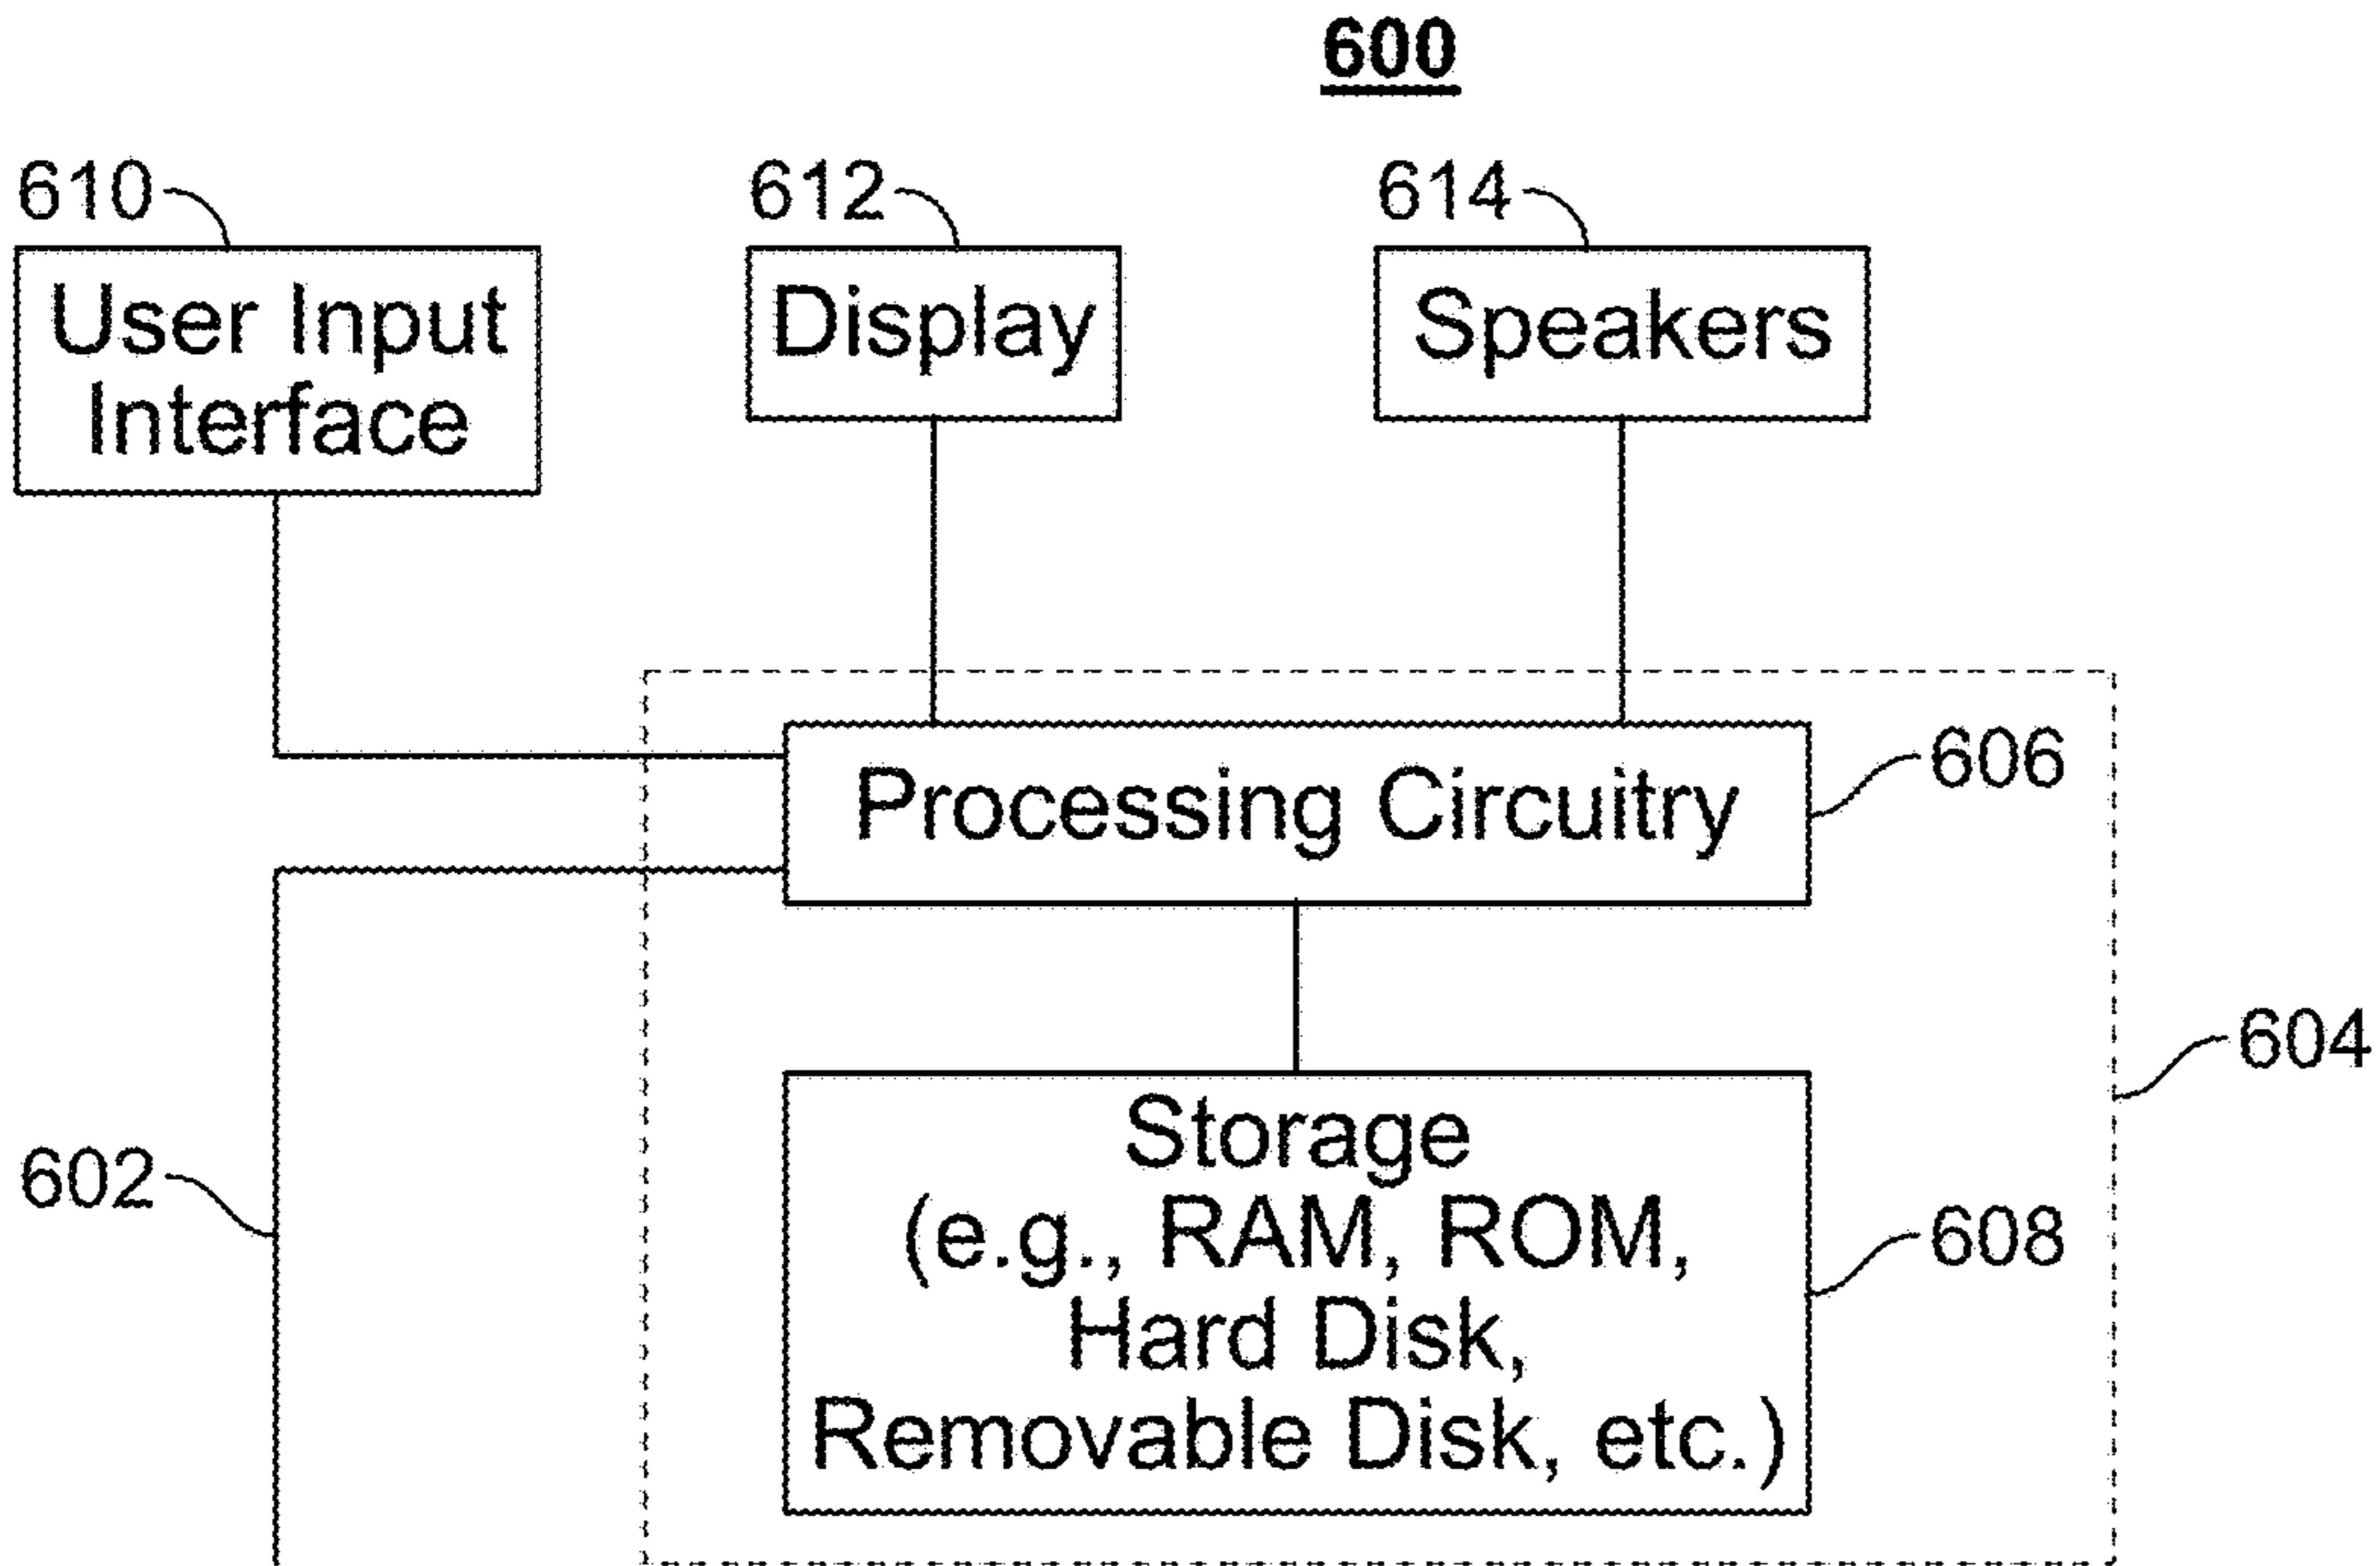 600
610
612
614
User Input
Interface
Display
Speakers
Processing Circuitry
606
604
602
Storage
(e.g., RAM, ROM,
Hard Disk,
Removable Disk, etc.)
608